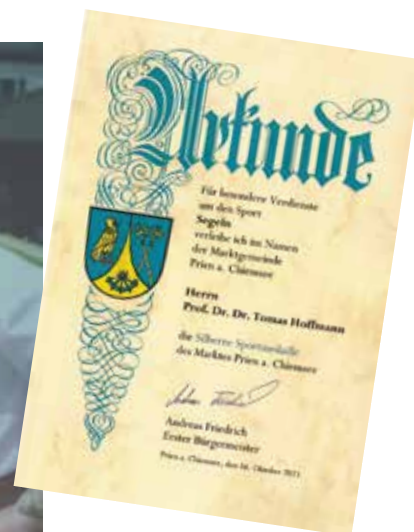 Urkunde
Für besondere Verdienste
um den Sport
Segeln
verleihe ich im Namen
der Marktgemeinde
Prien a. Chiemsee
Herrn
Prof. Dr. Dr. Tomas Hoffmann
die Silberne Sportmedaille
des Marktes Prien a. Chiemsee
Andreas Friedrich
Erster Bürgermeister
Prien a. Chiemsee, den 16. Oktober